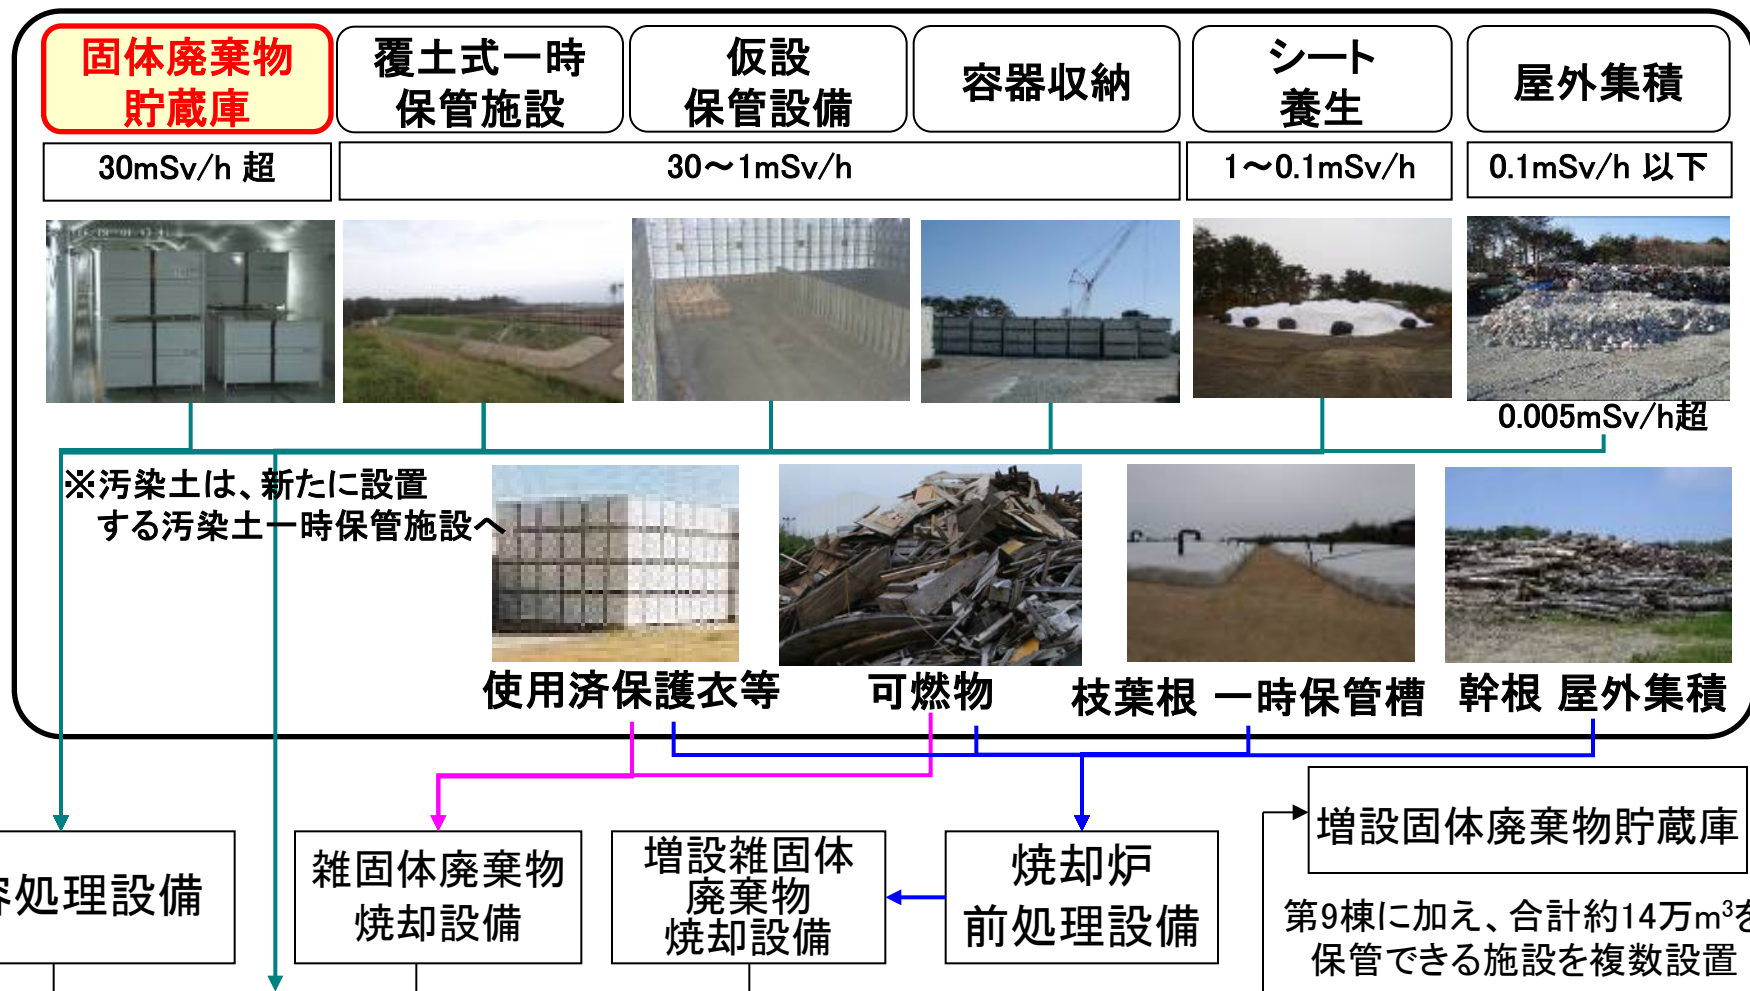 固体廃棄物
貯蔵庫
覆土式一時
保管施設
仮設
保管設備
容器収納
シート
養生
屋外集積
30mSv/h 超
30～1mSv/h
1～0.1mSv/h
0.1mSv/h 以下
0.005mSv/h超
※汚染土は、新たに設置
する汚染土一時保管施設へ
使用済保護衣等
可燃物
枝葉根 一時保管槽
幹根 屋外集積
容処理設備
雑固体廃棄物
焼却設備
増設雑固体
廃棄物
焼却設備
焼却炉
前処理設備
増設固体廃棄物貯蔵庫
第9棟に加え、合計約14万m³を
保管できる施設を複数設置